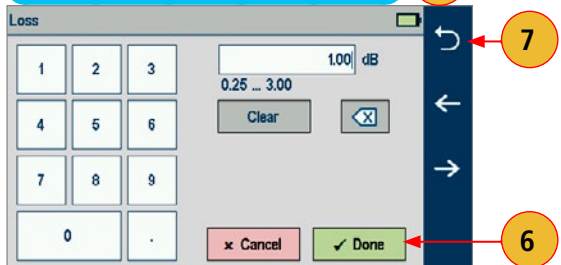 Loss
1 2 3 1.00 dB
0.25 ... 3.00
4 5 6 Clear
7 8 9
0 . × Cancel ✓ Done
7
6